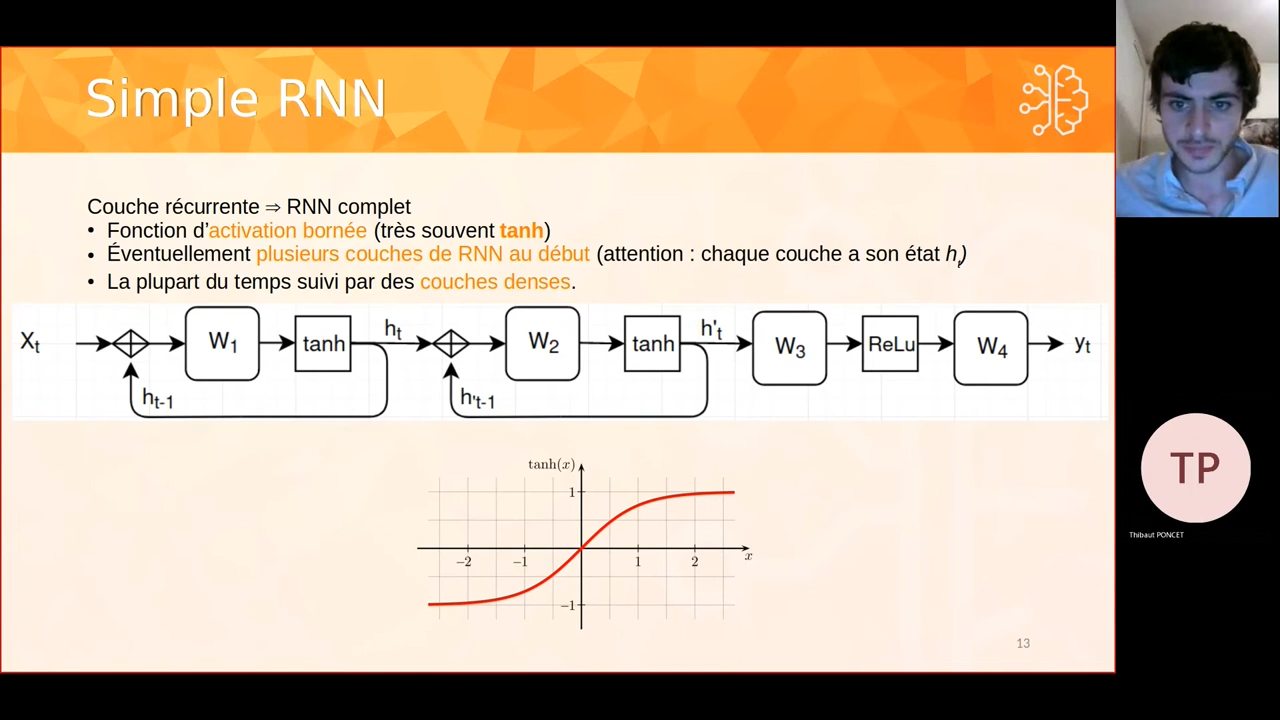 Simple RNN
Couche récurrente ⇒ RNN complet
• Fonction d'activation bornée (très souvent tanh)
• Éventuellement plusieurs couches de RNN au début (attention : chaque couche a son état hₜ)
• La plupart du temps suivi par des couches denses.
Xt W1 tanh ht W2 tanh h't W3 ReLu W4 yt
ht-1 h't-1
tanh(x)
1
−2 −1 1 2 x
−1
13
TP
Thibaut PONCET